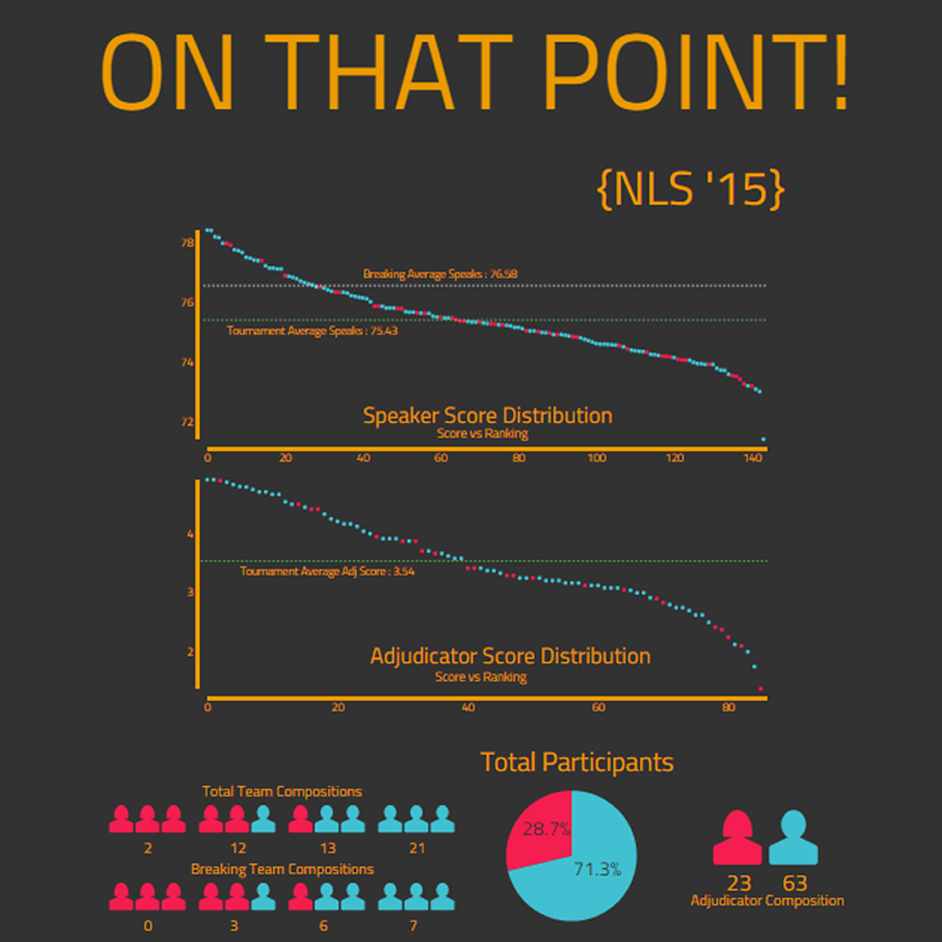 ON THAT POINT!
{NLS '15}
78
76
74
72
Breaking Average Speaks : 76.58
Tournament Average Speaks : 75.43
Speaker Score Distribution
Score vs Ranking
0 20 40 60 80 100 120 140
4
3
2
Tournament Average Adj Score : 3.54
Adjudicator Score Distribution
Score vs Ranking
0 20 40 60 80
Total Participants
28.7%
71.3%
Total Team Compositions
2 12 13 21
Breaking Team Compositions
0 3 6 7
23 63
Adjudicator Composition